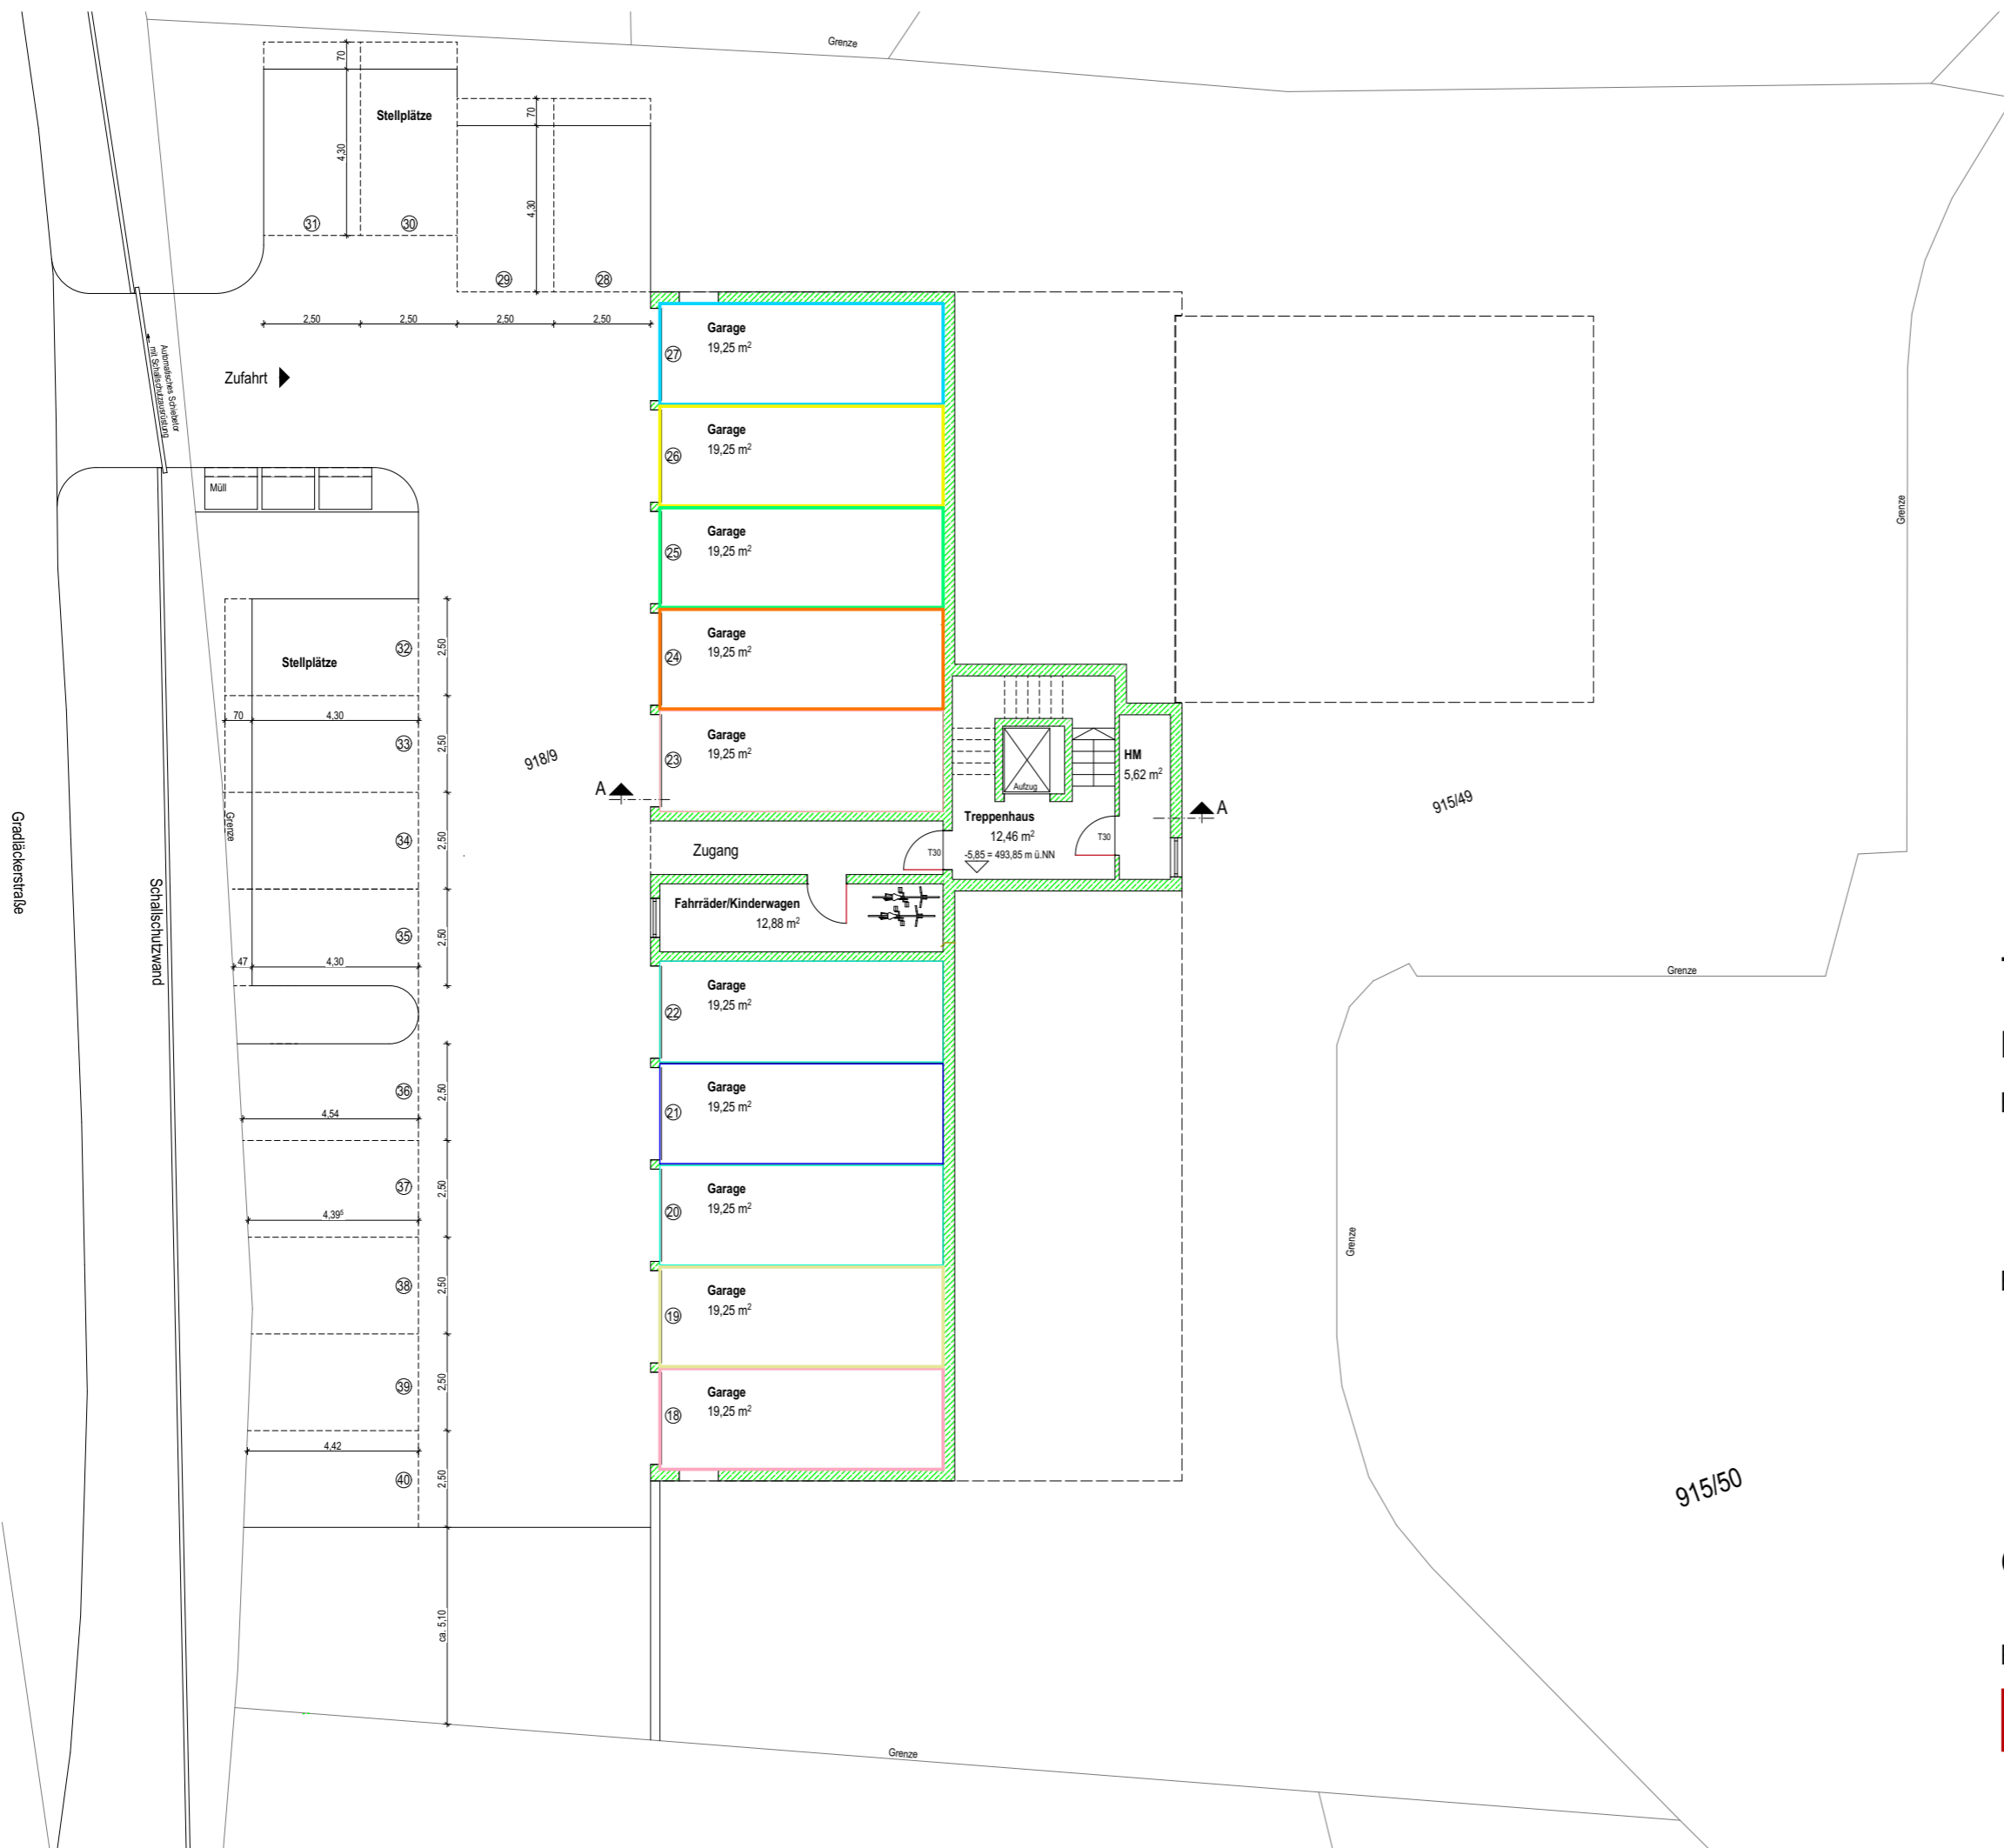 Grenze
70
Stellplätze
70
4,30
4,30
31
30
29
28
2,50
2,50
2,50
2,50
Automatisches Schiebetor
mit Schallschutzausrüstung
Zufahrt
Garage
19,25 m²
27
Garage
19,25 m²
26
Müll
Garage
19,25 m²
25
Grenze
Garage
19,25 m²
24
32
2,50
Stellplätze
70
4,30
33
2,50
918/9
Garage
19,25 m²
23
HM
5,62 m²
Aufzug
A
A
915/49
Gradläckerstraße
Grenze
34
2,50
Treppenhaus
12,46 m²
-5,85 = 493,85 m ü.NN
T30
T30
Zugang
Schallschutzwand
Fahrräder/Kinderwagen
12,88 m²
35
2,50
47
4,30
Grenze
Garage
19,25 m²
22
36
2,50
4,54
Garage
19,25 m²
21
37
2,50
4,39⁵
Garage
19,25 m²
20
Grenze
38
2,50
Garage
19,25 m²
19
39
2,50
Garage
19,25 m²
18
4,42
40
2,50
915/50
ca. 5,10
Grenze